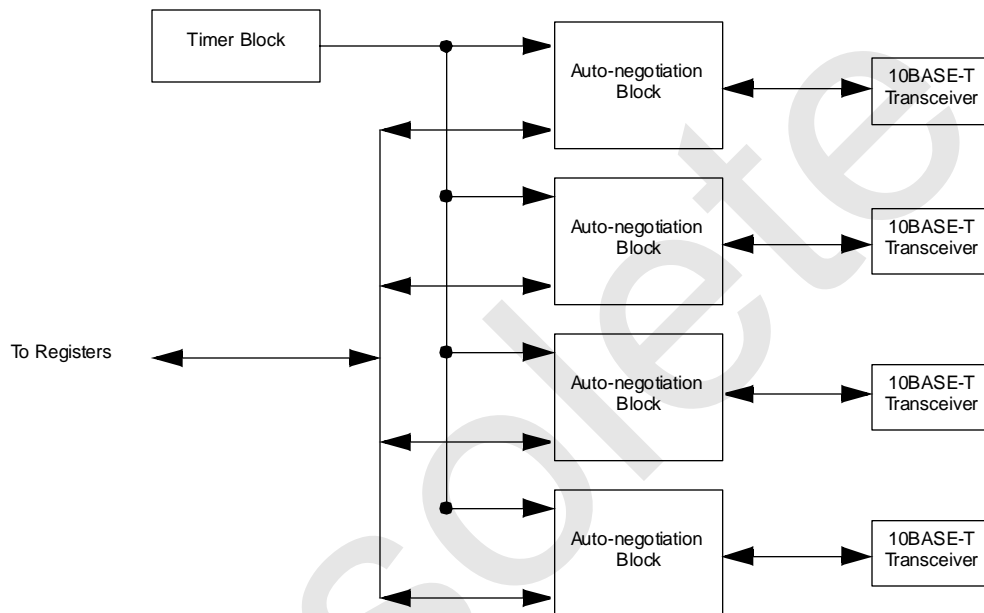 Timer Block
Auto-negotiation
Block
10BASE-T
Transceiver
Auto-negotiation
Block
10BASE-T
Transceiver
To Registers
Auto-negotiation
Block
10BASE-T
Transceiver
Auto-negotiation
Block
10BASE-T
Transceiver
solete